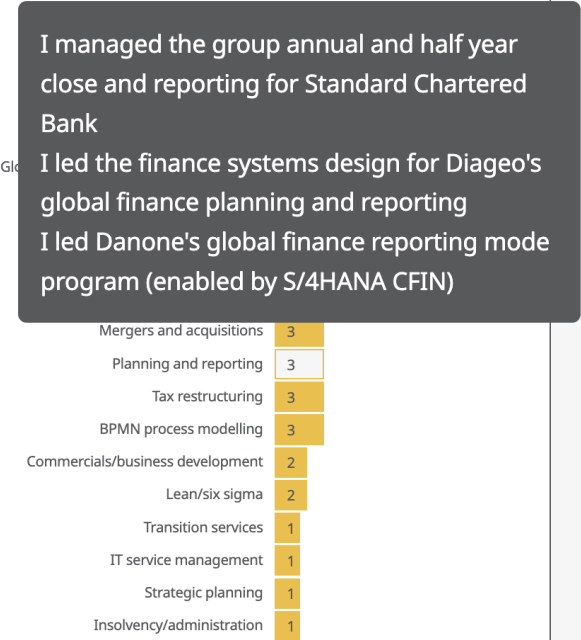 I managed the group annual and half year
close and reporting for Standard Chartered
Bank
I led the finance systems design for Diageo's
global finance planning and reporting
I led Danone's global finance reporting mode
program (enabled by S/4HANA CFIN)
Mergers and acquisitions 3
Planning and reporting 3
Tax restructuring 3
BPMN process modelling 3
Commercials/business development 2
Lean/six sigma 2
Transition services 1
IT service management 1
Strategic planning 1
Insolvency/administration 1